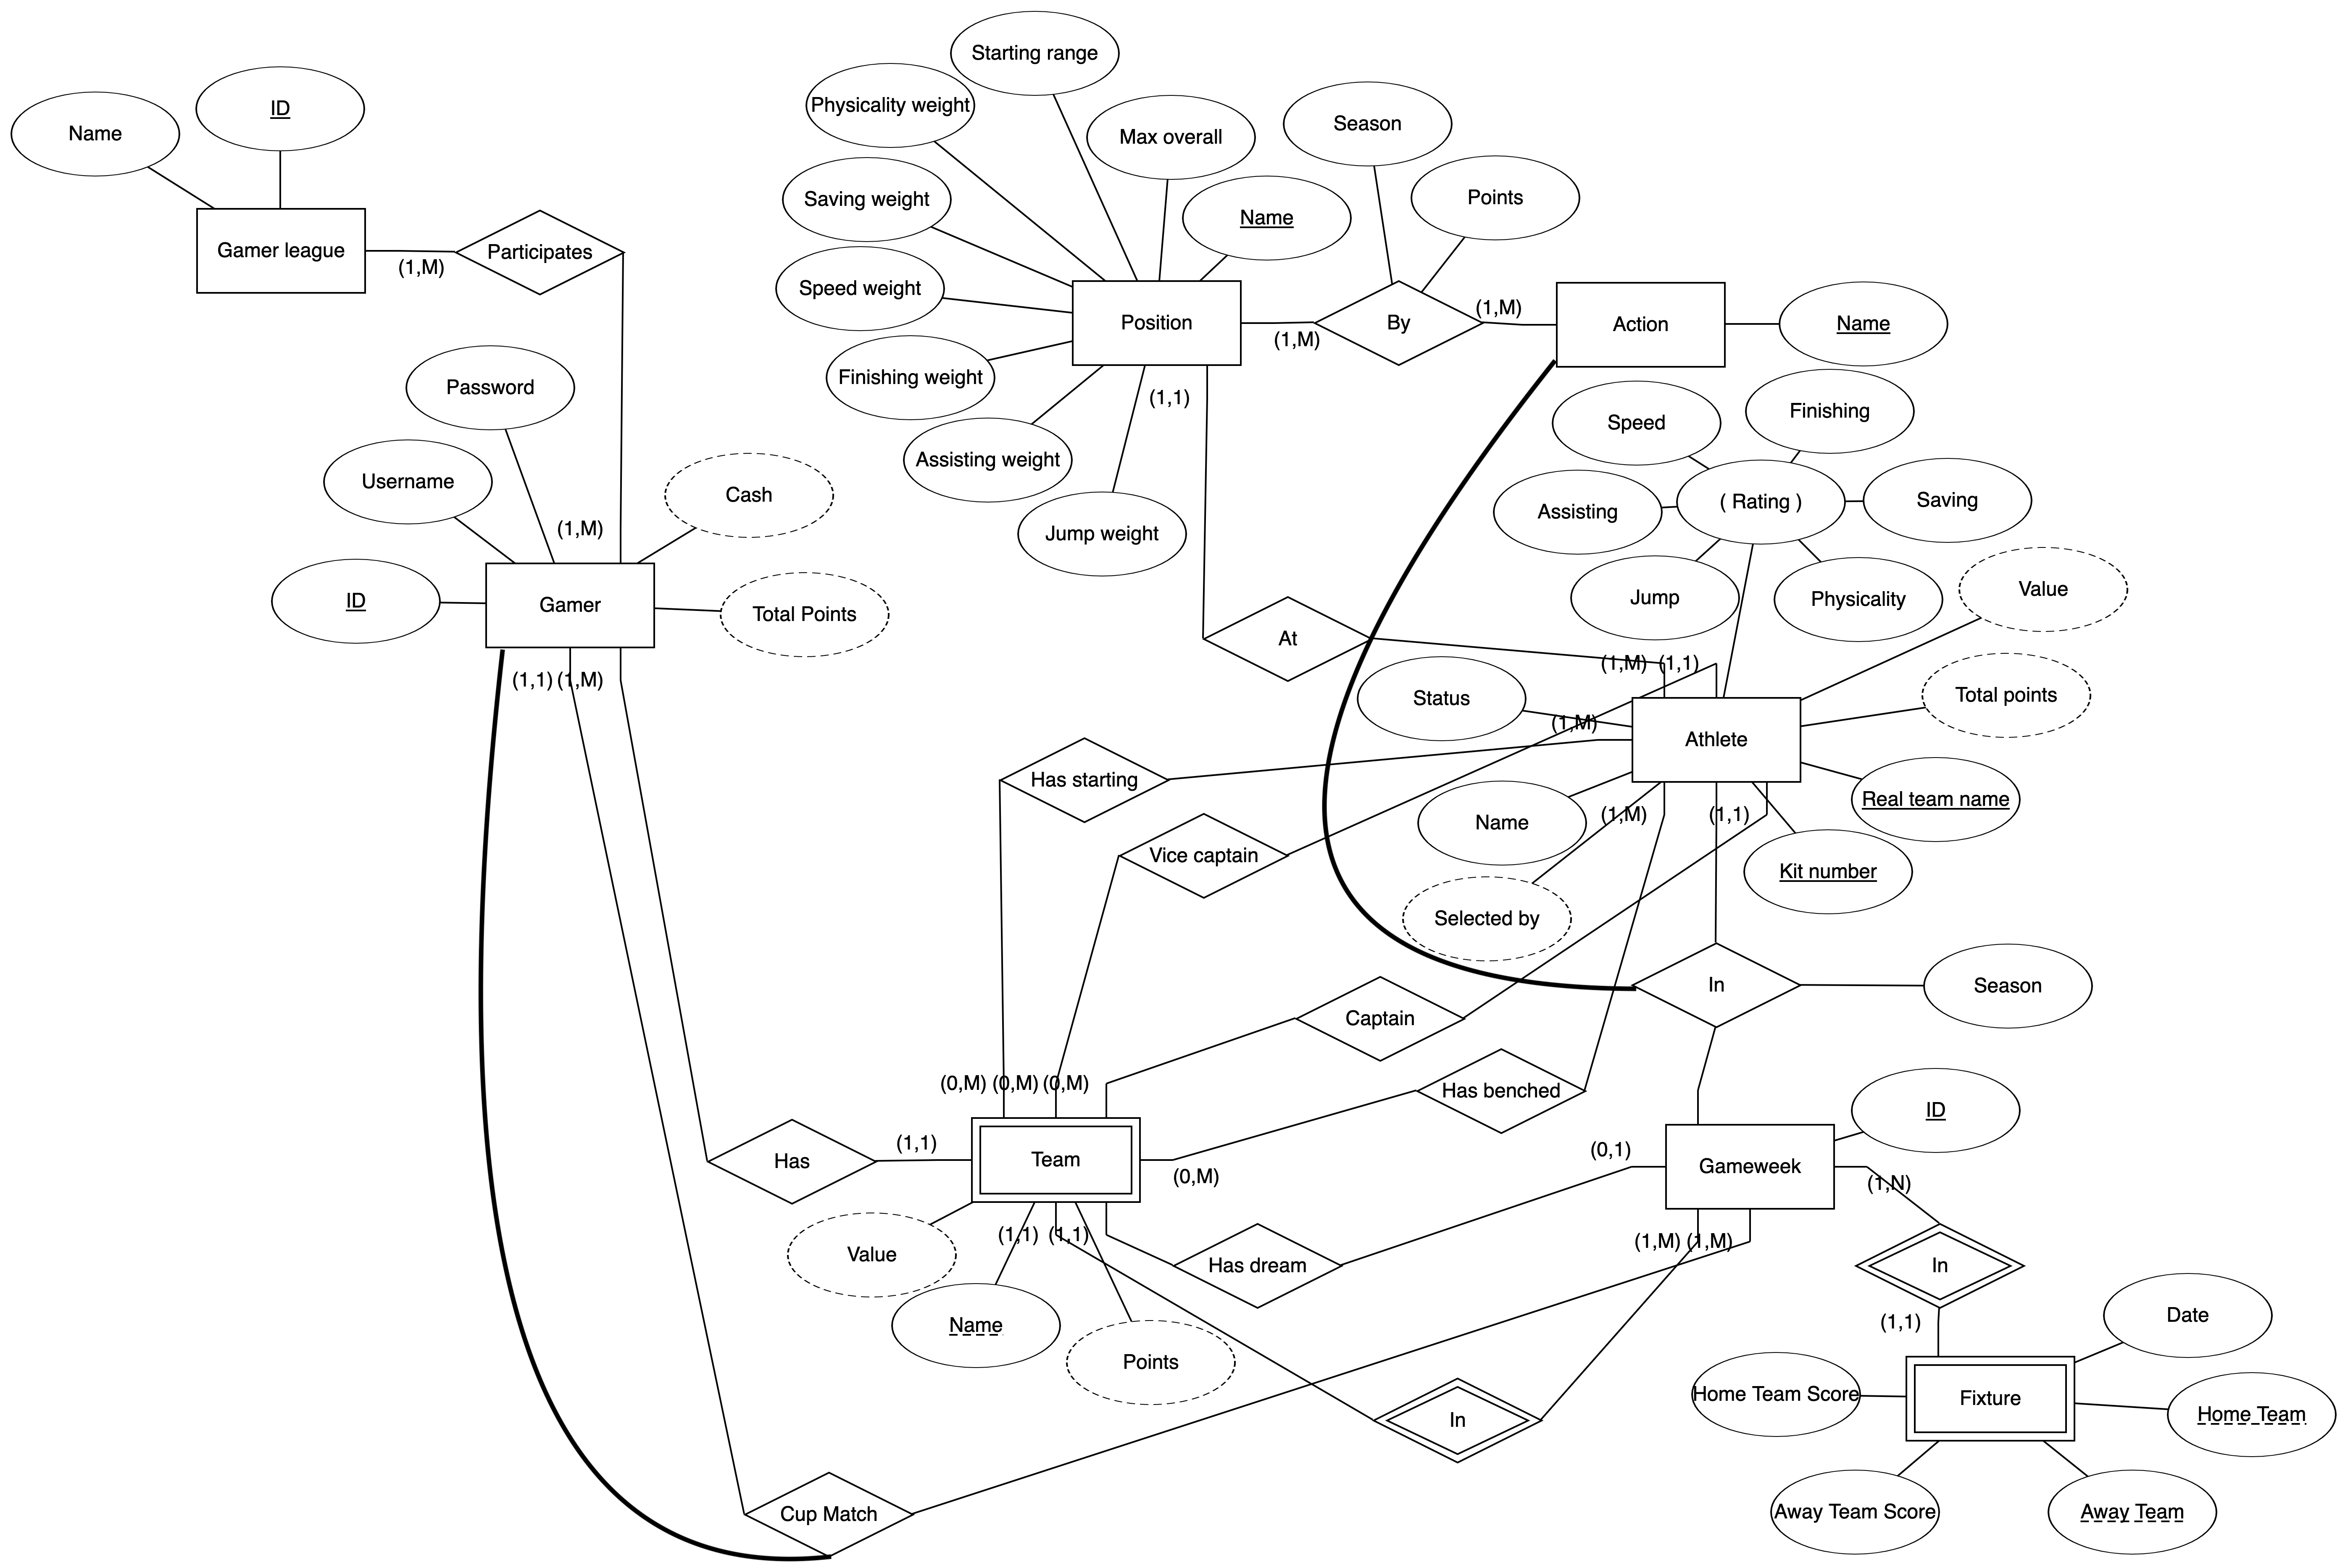 Starting range
Physicality weight
Max overall
Season
ID
Name
Saving weight
Points
Name
Gamer league
Participates
(1,M)
Speed weight
Position
(1,M)
By
(1,M)
Action
Name
Finishing weight
(1,1)
Password
Speed
Finishing
Username
Assisting weight
Cash
Assisting
( Rating )
Saving
(1,M)
Jump weight
ID
Gamer
Total Points
Jump
Physicality
Value
At
(1,1)
(1,M)
(1,M)
(1,1)
Status
Total points
(1,M)
Athlete
Has starting
Name
(1,M)
(1,1)
Real team name
Vice captain
Kit number
Selected by
In
Season
Captain
(0,M)
(0,M)
(0,M)
Has benched
ID
Has
(1,1)
Team
(0,M)
(0,1)
Gameweek
(1,N)
Value
(1,1)
(1,1)
Has dream
(1,M)
(1,M)
In
Name
Points
(1,1)
Date
Home Team Score
Fixture
Home Team
In
Cup Match
Away Team Score
Away Team